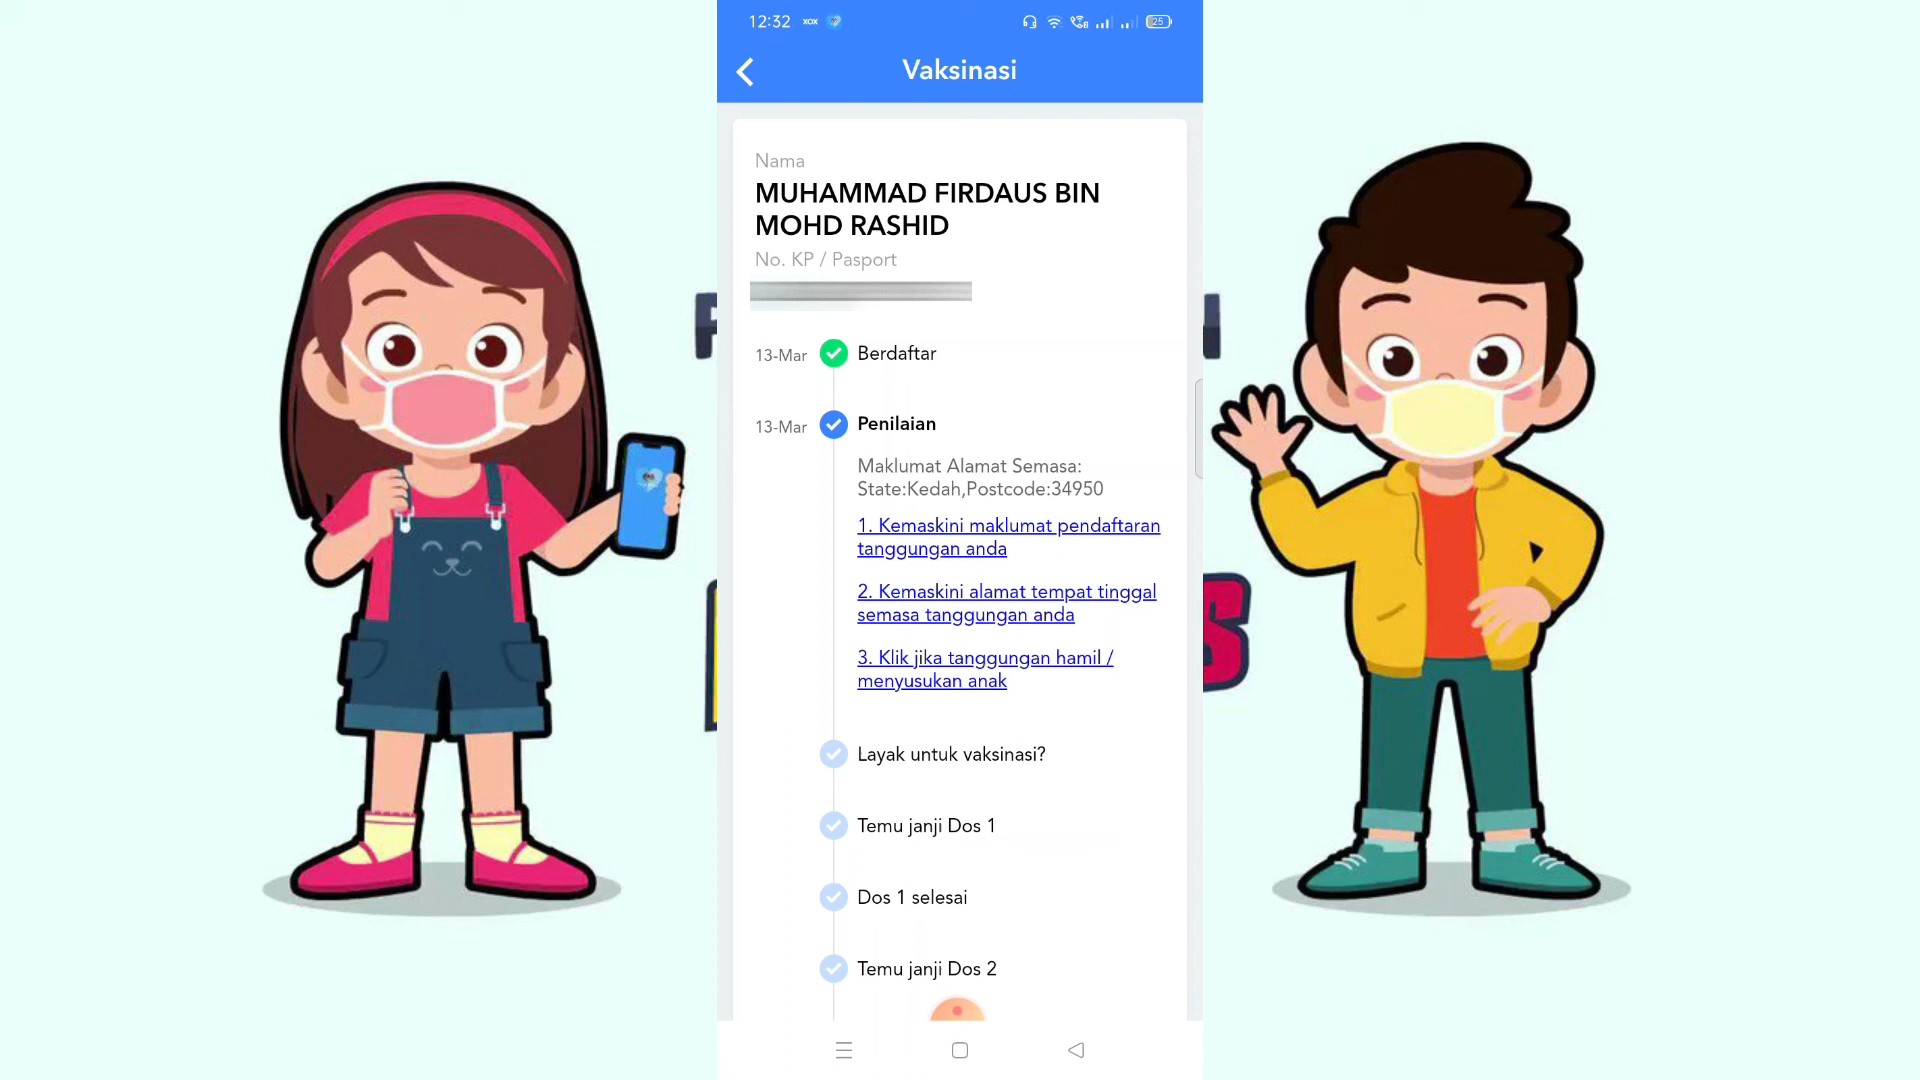 12:32 XOX
25
Vaksinasi
Nama
MUHAMMAD FIRDAUS BIN
MOHD RASHID
No. KP / Pasport
13-Mar Berdaftar
13-Mar Penilaian
Maklumat Alamat Semasa:
State:Kedah,Postcode:34950
1. Kemaskini maklumat pendaftaran
tanggungan anda
2. Kemaskini alamat tempat tinggal
semasa tanggungan anda
3. Klik jika tanggungan hamil /
menyusukan anak
Layak untuk vaksinasi?
Temu janji Dos 1
Dos 1 selesai
Temu janji Dos 2
S